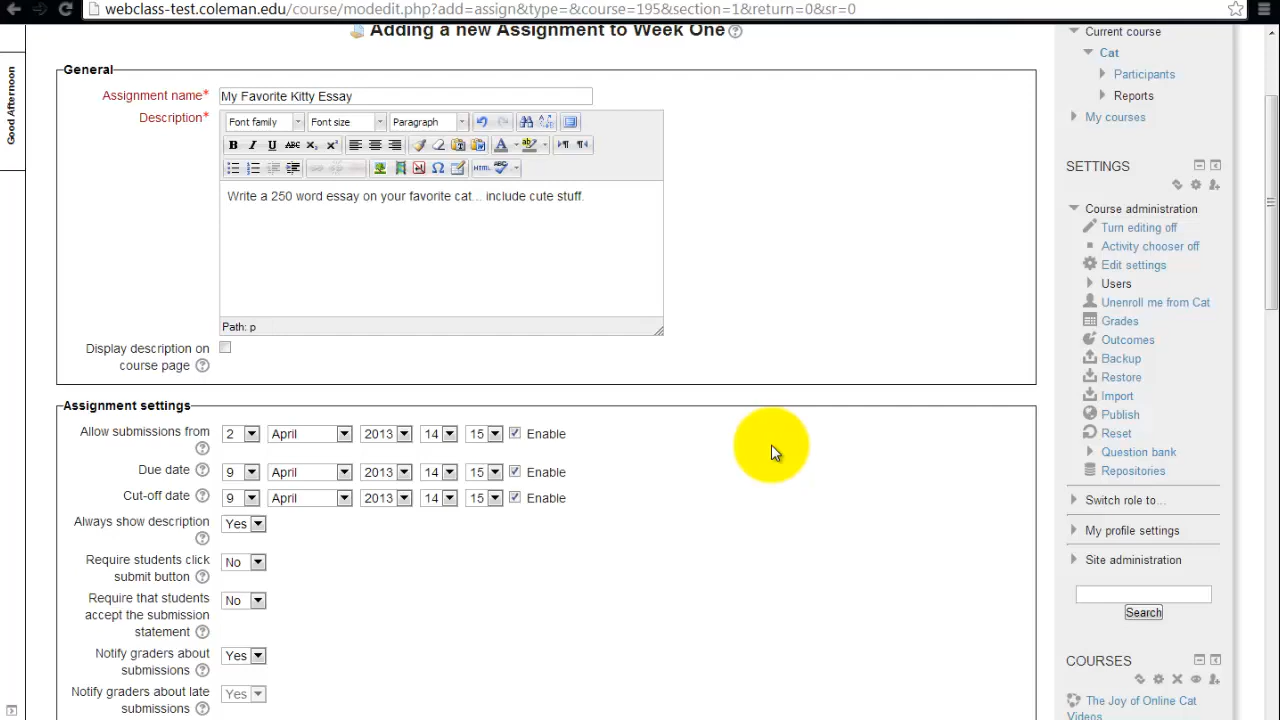 webclass-test.coleman.edu/course/modedit.php?add=assign&type=&course=195&section=1&return=0&sr=0
Good Afternoon
Adding a new Assignment to Week One
General
Assignment name* My Favorite Kitty Essay
Description* Font family Font size Paragraph
B I U ABC X₂ X²
HTML ABC
Write a 250 word essay on your favorite cat... include cute stuff.
Path: p
Display description on
course page
Assignment settings
Allow submissions from 2 April 2013 14 15 Enable
Due date 9 April 2013 14 15 Enable
Cut-off date 9 April 2013 14 15 Enable
Always show description Yes
Require students click
submit button No
Require that students
accept the submission
statement No
Notify graders about
submissions Yes
Notify graders about late
submissions Yes
Current course
Cat
Participants
Reports
My courses
SETTINGS
Course administration
Turn editing off
Activity chooser off
Edit settings
Users
Unenroll me from Cat
Grades
Outcomes
Backup
Restore
Import
Publish
Reset
Question bank
Repositories
Switch role to...
My profile settings
Site administration
Search
COURSES
The Joy of Online Cat
Videos